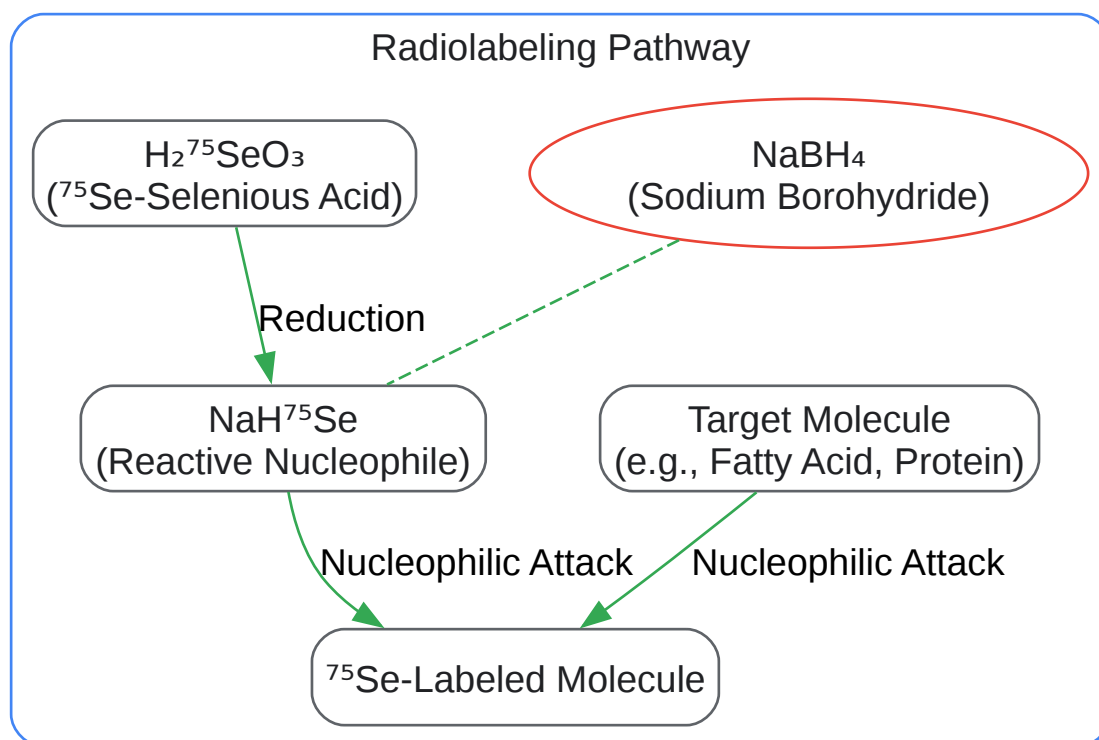 Radiolabeling Pathway
H₂⁷⁵SeO₃
(⁷⁵Se-Selenious Acid)
NaBH₄
(Sodium Borohydride)
Reduction
NaH⁷⁵Se
(Reactive Nucleophile)
Target Molecule
(e.g., Fatty Acid, Protein)
Nucleophilic Attack
Nucleophilic Attack
⁷⁵Se-Labeled Molecule